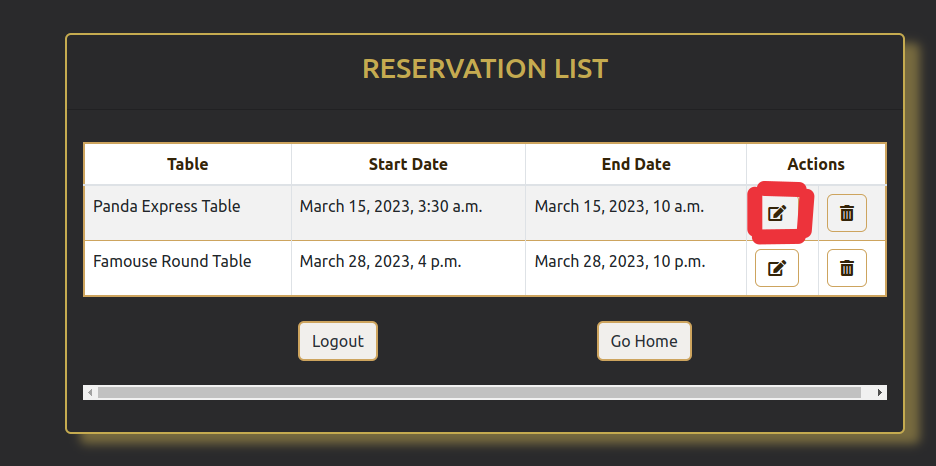 RESERVATION LIST
Table Start Date End Date Actions
Panda Express Table March 15, 2023, 3:30 a.m. March 15, 2023, 10 a.m.
Famouse Round Table March 28, 2023, 4 p.m. March 28, 2023, 10 p.m.
Logout Go Home